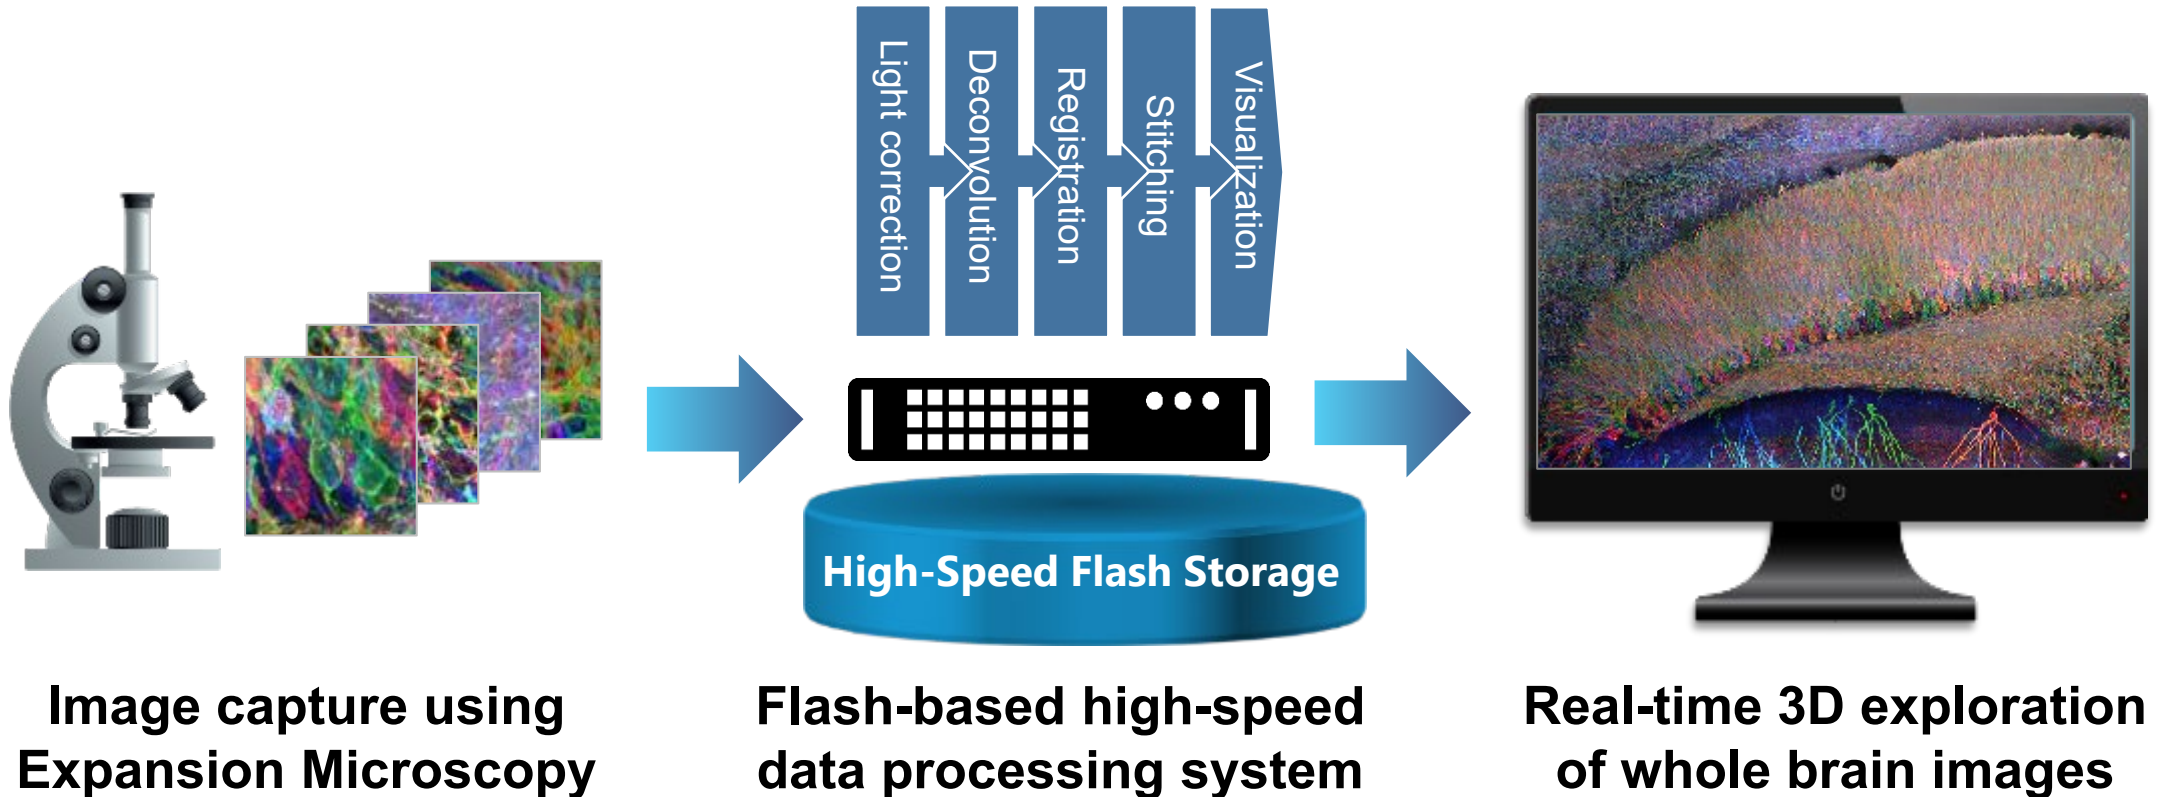 Light correction
Deconvolution
Registration
Stitching
Visualization
High-Speed Flash Storage
Image capture using
Expansion Microscopy
Flash-based high-speed
data processing system
Real-time 3D exploration
of whole brain images